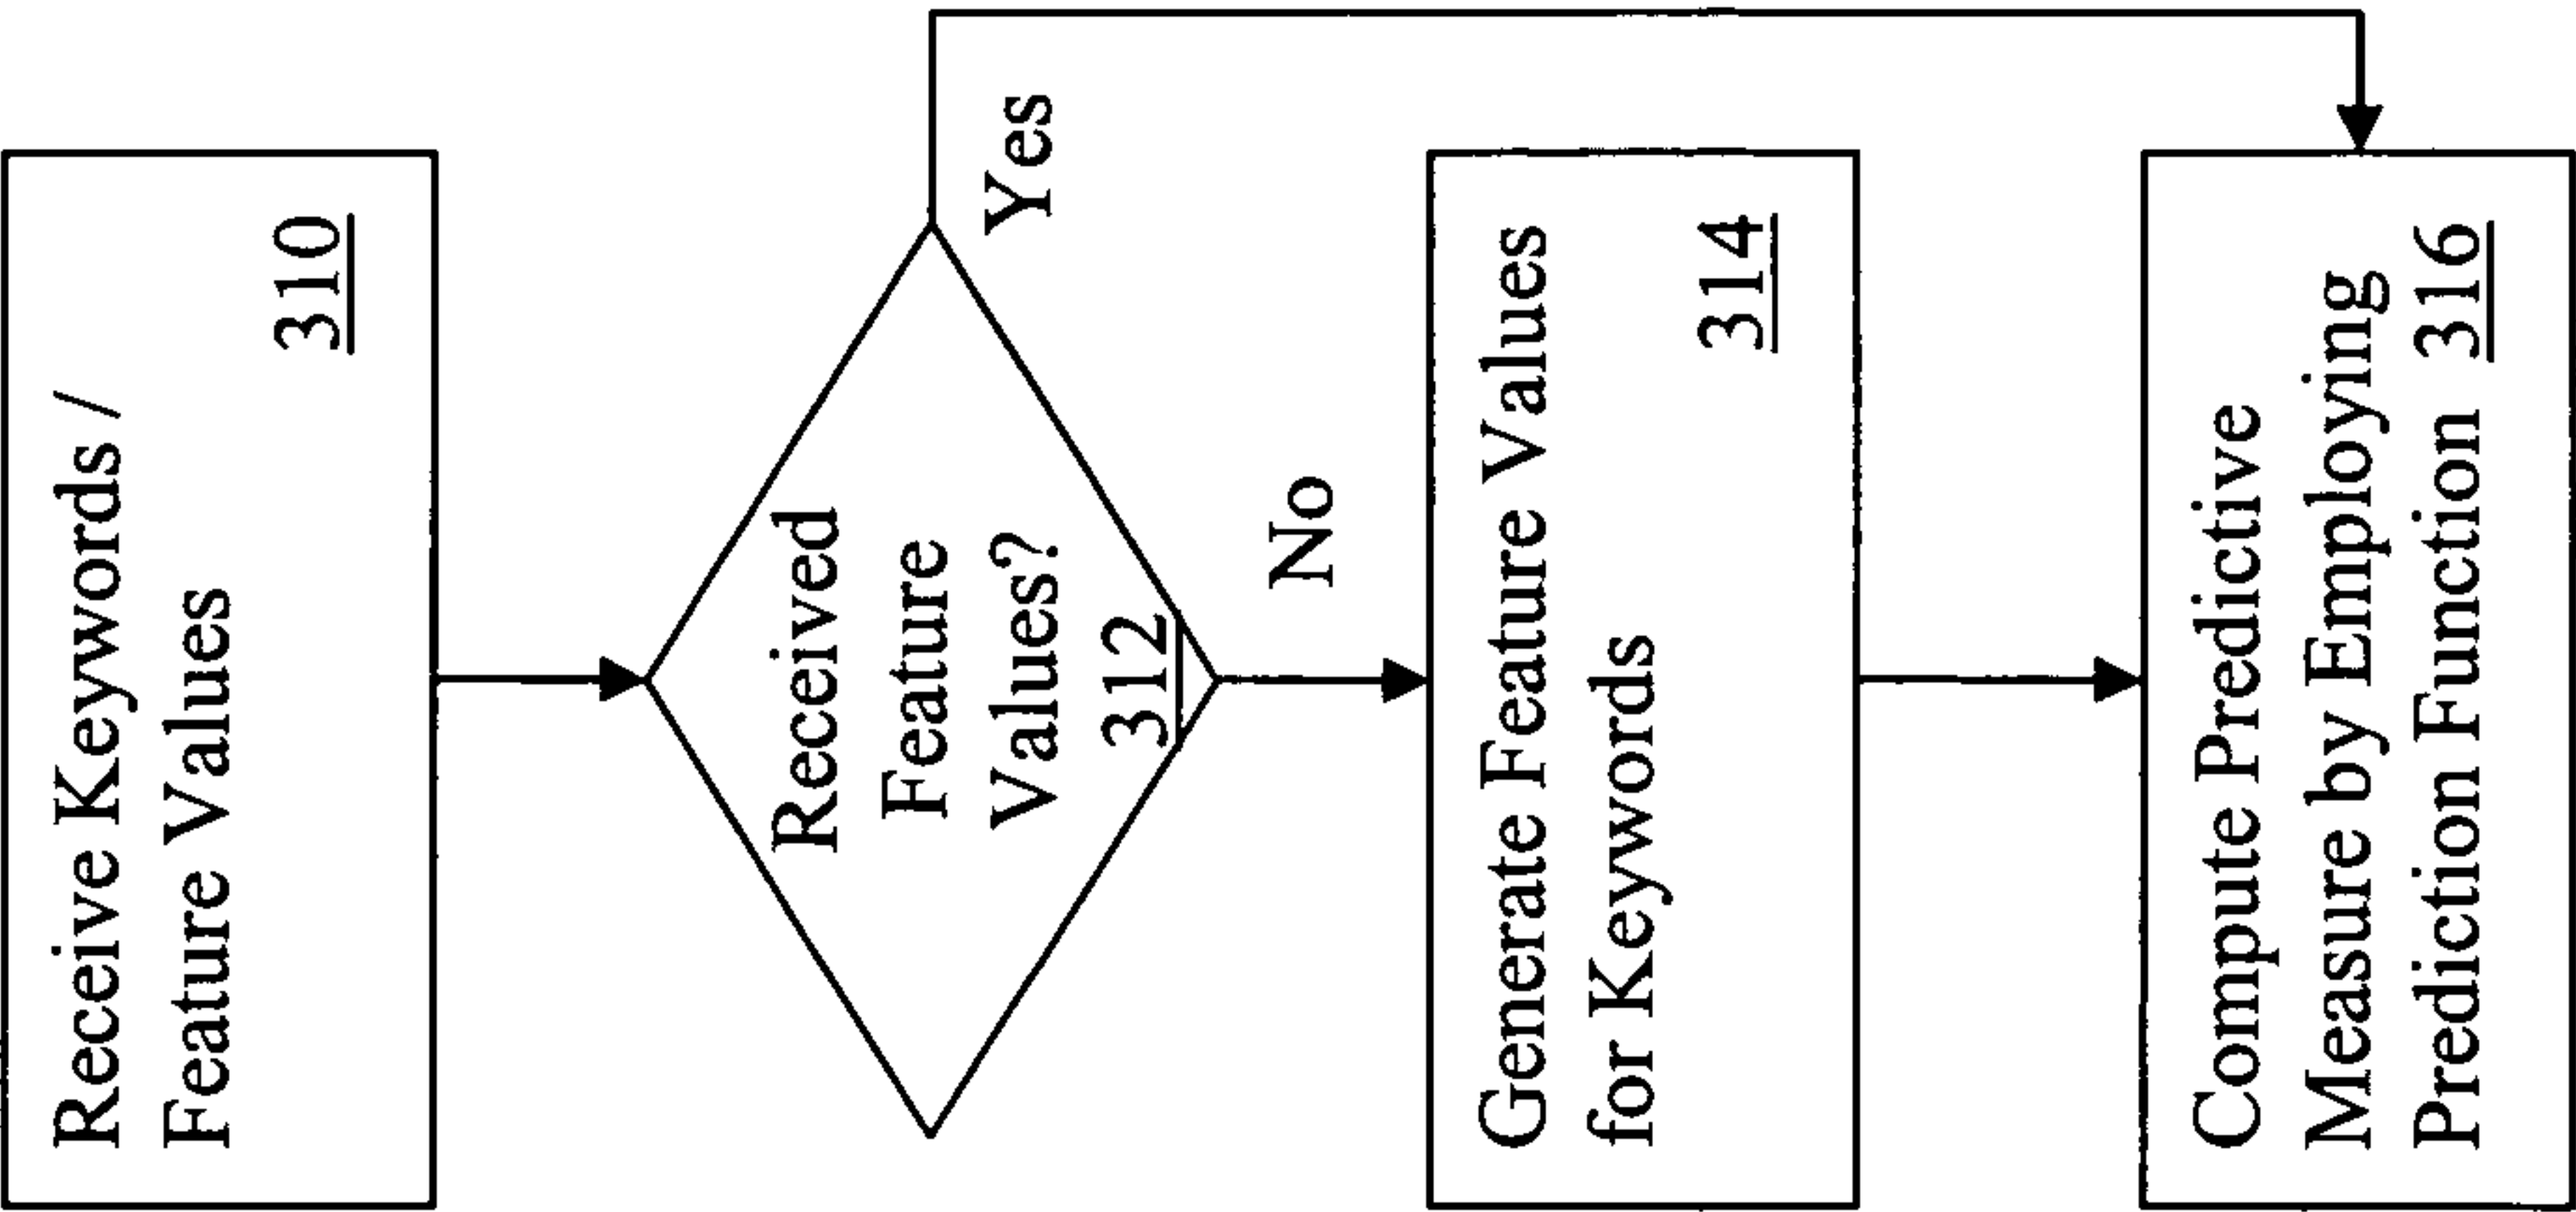 Receive Keywords /
Feature Values
310
Received
Feature
Values?
312
Yes
No
Generate Feature Values
for Keywords
314
Compute Predictive
Measure by Employing
Prediction Function 316